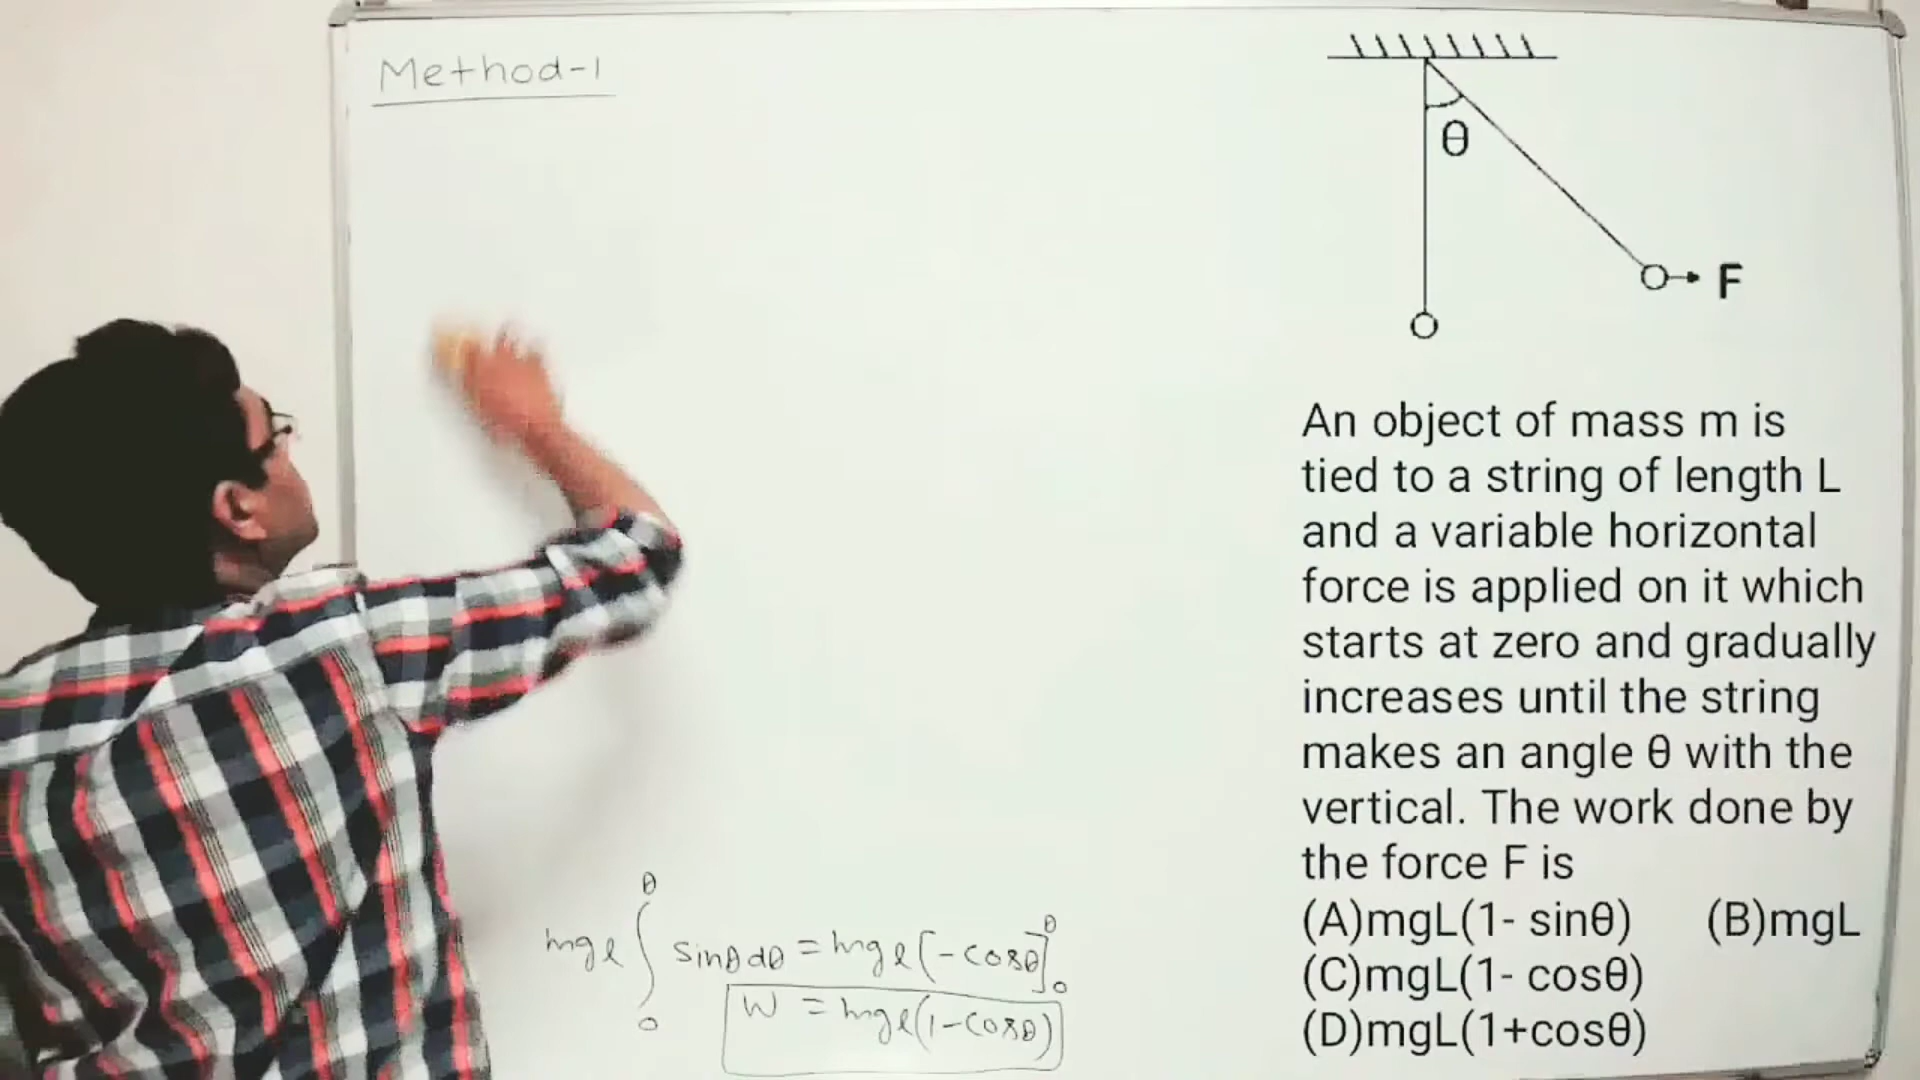 Method-1
θ
F
An object of mass m is
tied to a string of length L
and a variable horizontal
force is applied on it which
starts at zero and gradually
increases until the string
makes an angle θ with the
vertical. The work done by
the force F is
(A)mgL(1- sinθ) (B)mgL
(C)mgL(1- cosθ)
(D)mgL(1+cosθ)
mgℓ ∫₀^θ sinθdθ = mgℓ[-cosθ]₀^θ
W = mgℓ(1-cosθ)